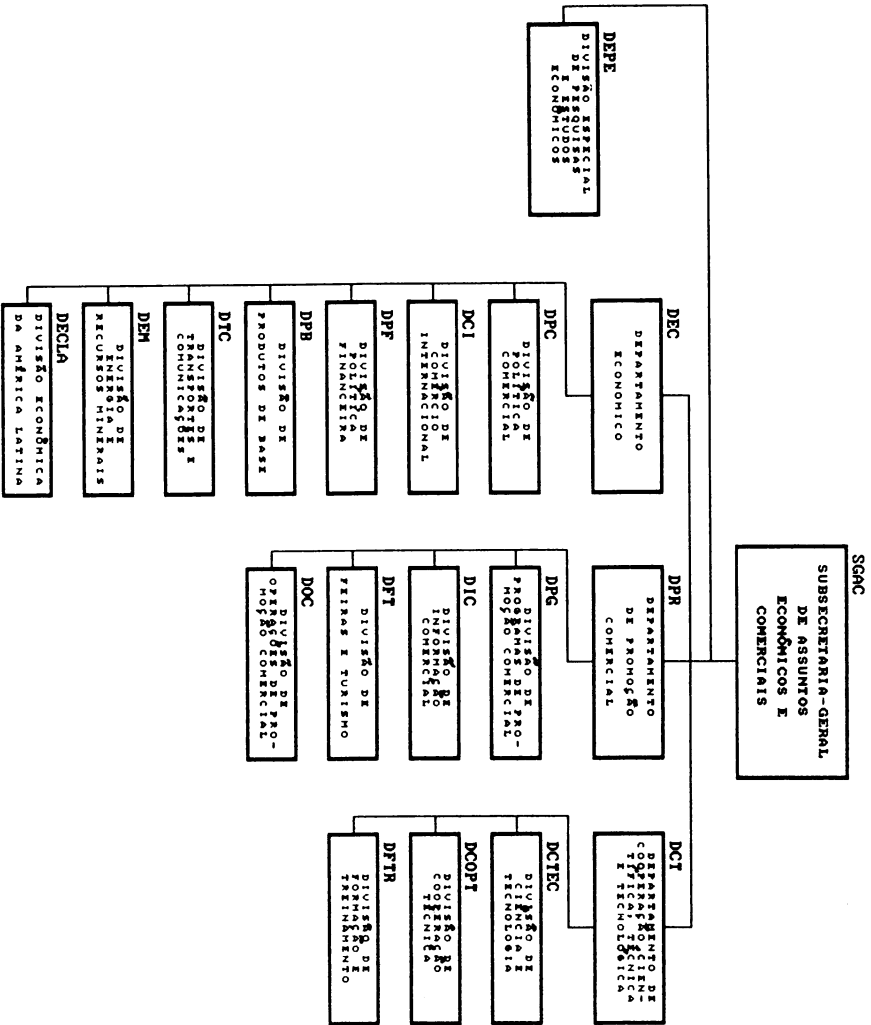 SGAC
SUBSECRETARIA-GERAL
DE ASSUNTOS
ECONÔMICOS E
COMERCIAIS
DEPE
DIVISÃO ESPECIAL
DE PESQUISAS
E ESTUDOS
ECONÔMICOS
DEC
DEPARTAMENTO
ECONOMICO
DPC
DIVISÃO DE
POLÍTICA
COMERCIAL
DCI
DIVISÃO DE
COMÉRCIO
INTERNACIONAL
DPF
DIVISÃO DE
POLÍTICA
FINANCEIRA
DPB
DIVISÃO DE
PRODUTOS DE BASE
DTC
DIVISÃO DE
TRANSPORTES E
COMUNICAÇÕES
DEM
DIVISÃO DE
ENERGIA E
RECURSOS MINERAIS
DECLA
DIVISÃO ECONÔMICA
DA AMÉRICA LATINA
DPR
DEPARTAMENTO
DE PROMOÇÃO
COMERCIAL
DPG
DIVISÃO DE
PROGRAMAS DE PRO-
MOÇÃO COMERCIAL
DIC
DIVISÃO DE
INFORMAÇÃO
COMERCIAL
DFT
DIVISÃO DE
FEIRAS E TURISMO
DOC
DIVISÃO DE
OPERAÇÕES DE PRO-
MOÇÃO COMERCIAL
DCT
DEPARTAMENTO DE
COOPERAÇÃO CIEN-
TÍFICA, TÉCNICA
E TECNOLÓGICA
DCTEC
DIVISÃO DE
CIÊNCIA E
TECNOLOGIA
DCOPT
DIVISÃO DE
COOPERAÇÃO
TÉCNICA
DFTR
DIVISÃO DE
FORMAÇÃO E
TREINAMENTO